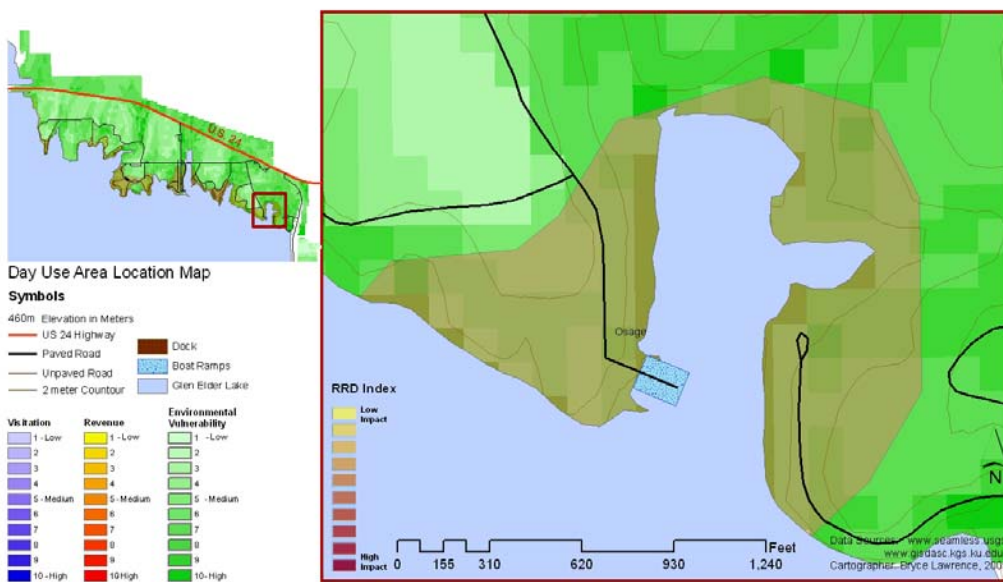 US 24
Day Use Area Location Map
Symbols
460m Elevation in Meters
US 24 Highway
Paved Road
Unpaved Road
2 meter Countour
Dock
Boat Ramps
Glen Elder Lake
Visitation
1 - Low
2
3
4
5 - Medium
6
7
8
9
10 - High
Revenue
1 - Low
2
3
4
5 - Medium
6
7
8
9
10 High
Environmental
Vulnerability
1 - Low
2
3
4
5 - Medium
6
7
8
9
10 - High
Osage
RRD Index
Low
Impact
High
Impact
0 155 310 620 930 1,240
Feet
N
Data Sources: www.seamless.usgs
www.gisdasc.kgs.ku.edu
Cartographer: Bryce Lawrence, 200